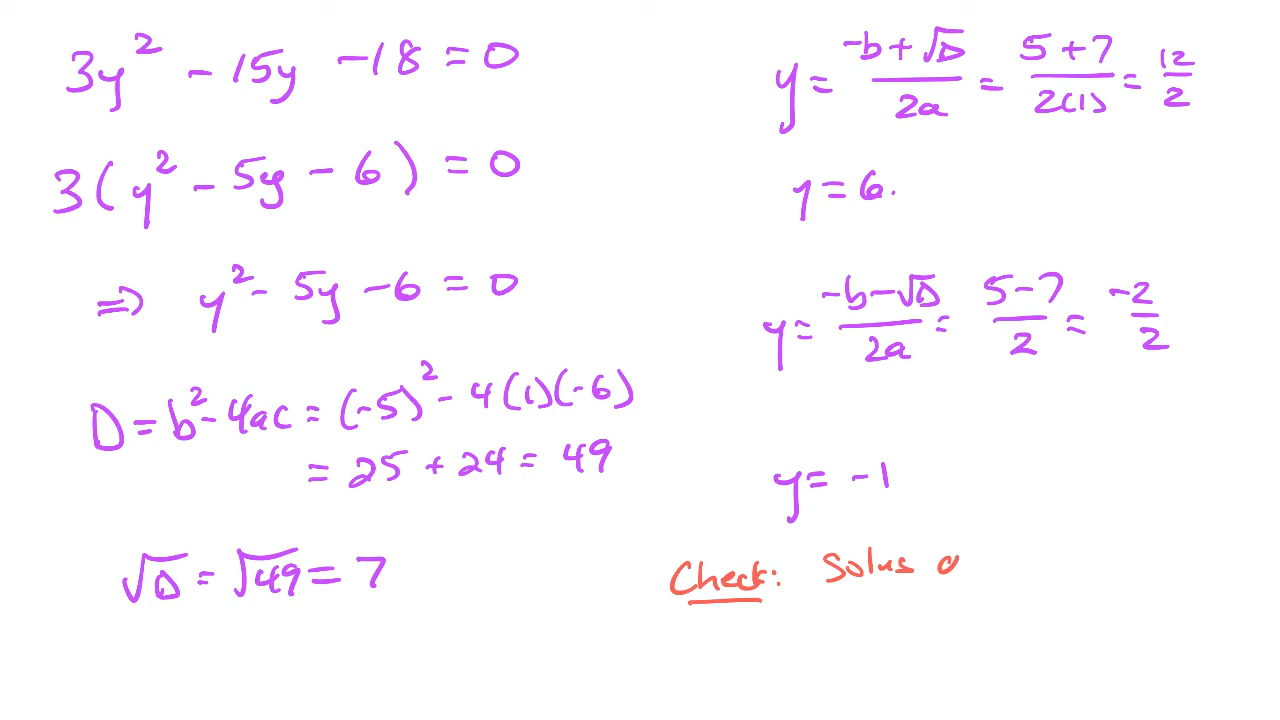 3y² - 15y - 18 = 0
3(y² - 5y - 6) = 0
⇒ y² - 5y - 6 = 0
D = b² - 4ac = (-5)² - 4(1)(-6)
= 25 + 24 = 49
√D = √49 = 7
y = (-b + √D)/2a = (5 + 7)/2(1) = 12/2
y = 6.
y = (-b - √D)/2a = (5 - 7)/2 = -2/2
y = -1
Check: Solus